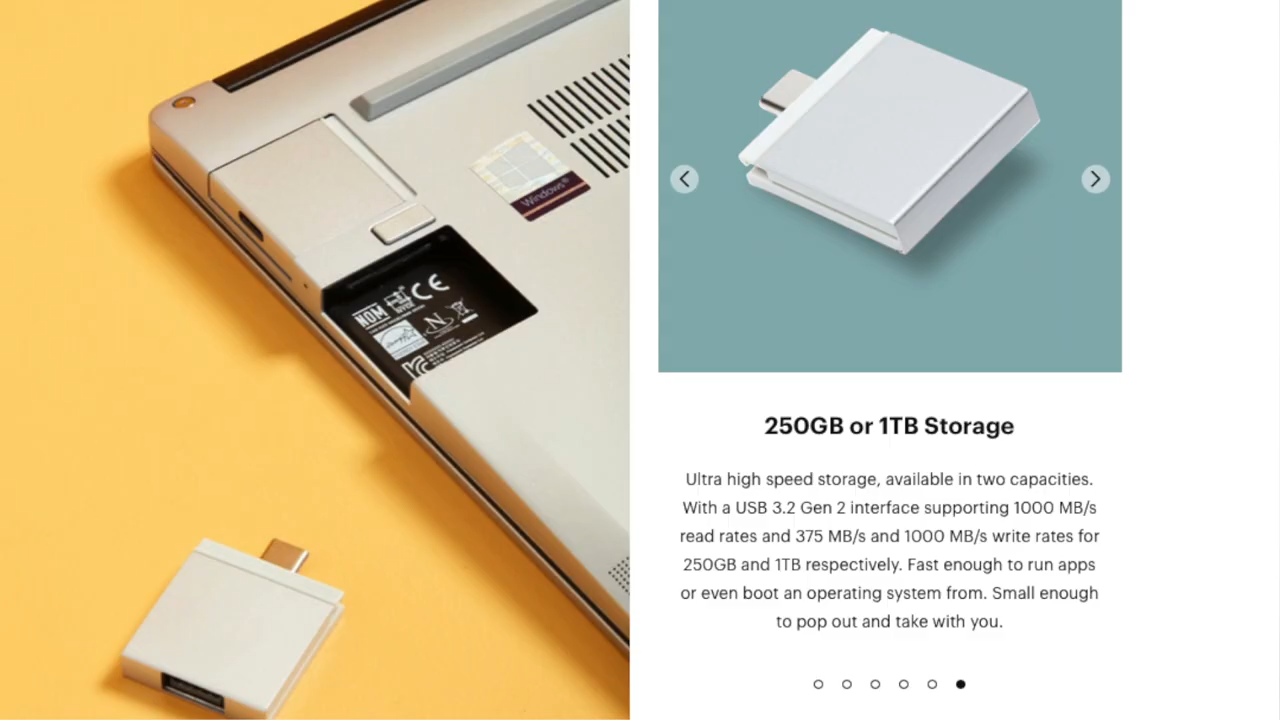 Windows®
NOM
NYCE
CE
N
250GB or 1TB Storage
Ultra high speed storage, available in two capacities.
With a USB 3.2 Gen 2 interface supporting 1000 MB/s
read rates and 375 MB/s and 1000 MB/s write rates for
250GB and 1TB respectively. Fast enough to run apps
or even boot an operating system from. Small enough
to pop out and take with you.